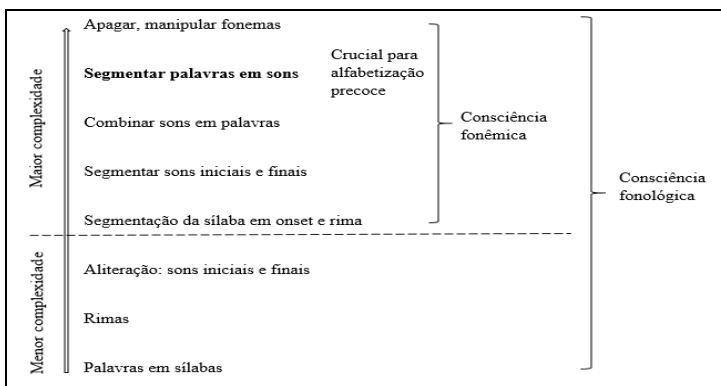 Apagar, manipular fonemas
Segmentar palavras em sons
Crucial para
alfabetização
precoce
Combinar sons em palavras
Segmentar sons iniciais e finais
Segmentação da sílaba em onset e rima
Consciência
fonêmica
Consciência
fonológica
Maior complexidade
Aliteração: sons iniciais e finais
Rimas
Palavras em sílabas
Menor complexidade